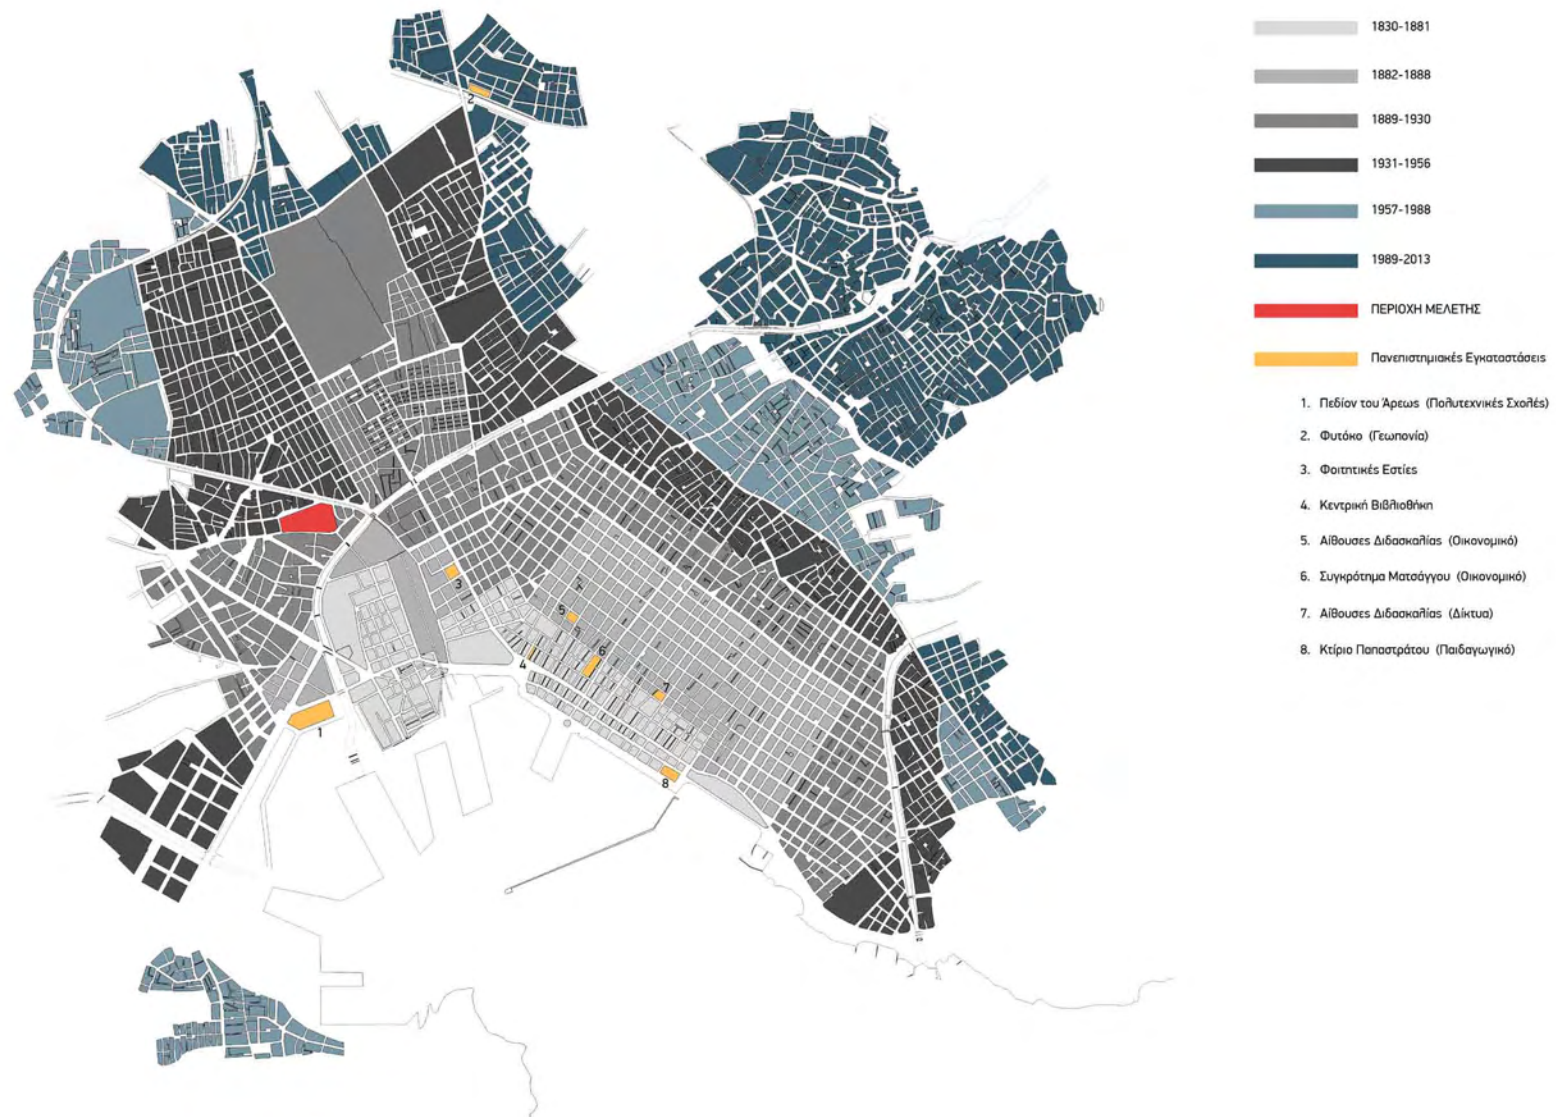 1830-1881
1882-1888
1889-1930
1931-1956
1957-1988
1989-2013
ΠΕΡΙΟΧΗ ΜΕΛΕΤΗΣ
Πανεπιστημιακές Εγκαταστάσεις
1. Πεδίον του Άρεως (Πολυτεχνικές Σχολές)
2. Φυτόκο (Γεωπονία)
3. Φοιτητικές Εστίες
4. Κεντρική Βιβλιοθήκη
5. Αίθουσες Διδασκαλίας (Οικονομικό)
6. Συγκρότημα Ματσάγγου (Οικονομικό)
7. Αίθουσες Διδασκαλίας (Δίκτυα)
8. Κτίριο Παπαστράτου (Παιδαγωγικό)
2
3
5
6
4
7
1
8